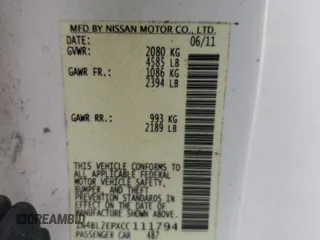 MFD BY NISSAN MOTOR CO., LTD.
DATE: 06/11
GVWR: 2080 KG
4585 LB
GAWR FR.: 1086 KG
2394 LB
GAWR RR.: 993 KG
2189 LB
THIS VEHICLE CONFORMS TO
ALL APPLICABLE FEDERAL
MOTOR VEHICLE SAFETY,
BUMPER, AND THEFT
PREVENTION STANDARDS IN
EFFECT ON THE DATE OF
MANUFACTURE SHOWN ABOVE.
PASSENGER CAR 487
EPICARD.IN